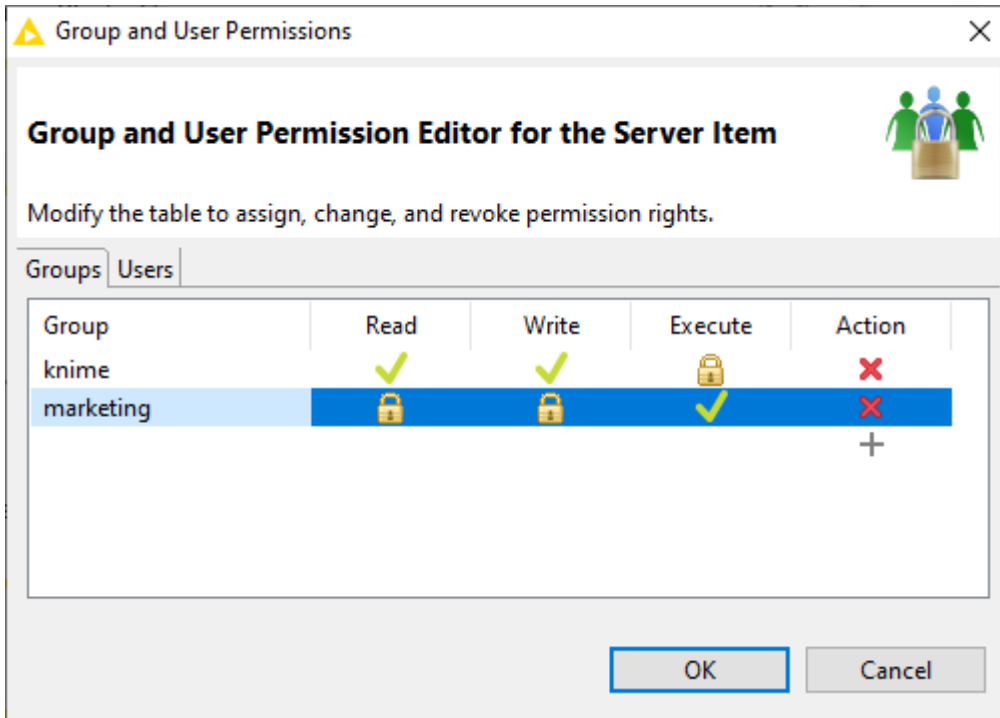 Group and User Permissions
Group and User Permission Editor for the Server Item
Modify the table to assign, change, and revoke permission rights.
Groups Users
Group Read Write Execute Action
knime
marketing
OK Cancel